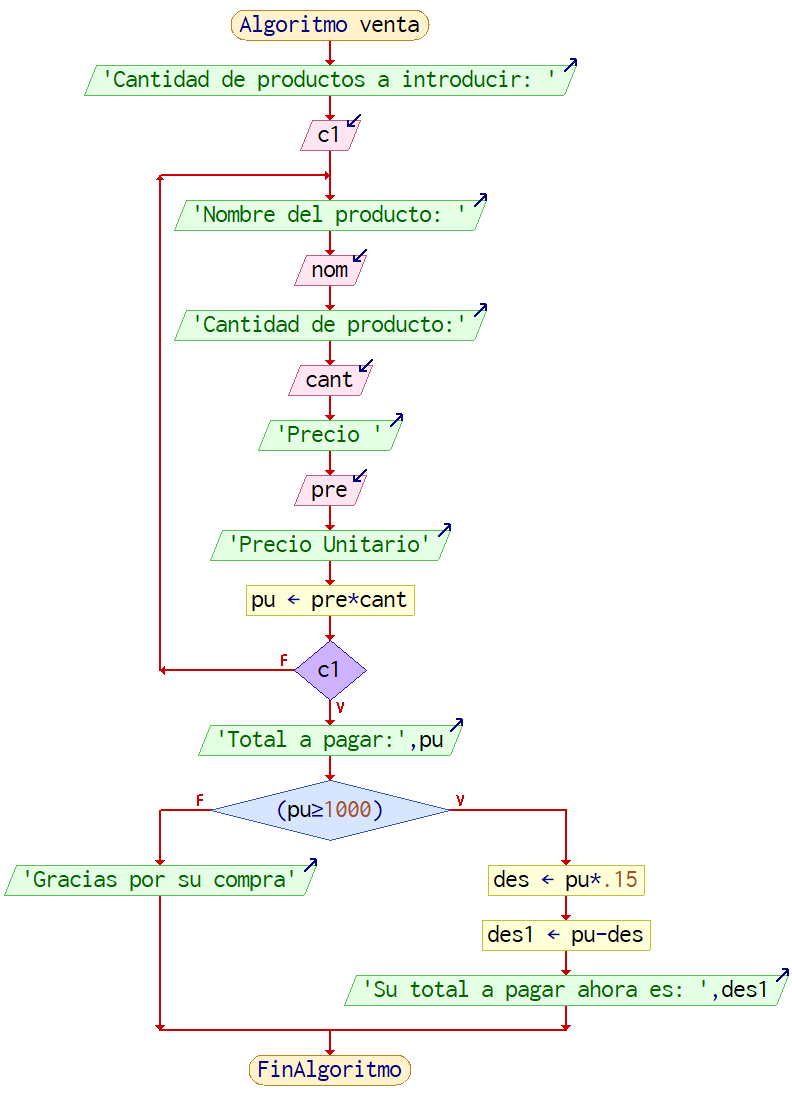 Algoritmo venta
'Cantidad de productos a introducir: '
c1
'Nombre del producto: '
nom
'Cantidad de producto:'
cant
'Precio '
pre
'Precio Unitario'
pu ← pre*cant
F
c1
V
'Total a pagar:',pu
F
(pu≥1000)
V
'Gracias por su compra'
des ← pu*.15
des1 ← pu-des
'Su total a pagar ahora es: ',des1
FinAlgoritmo